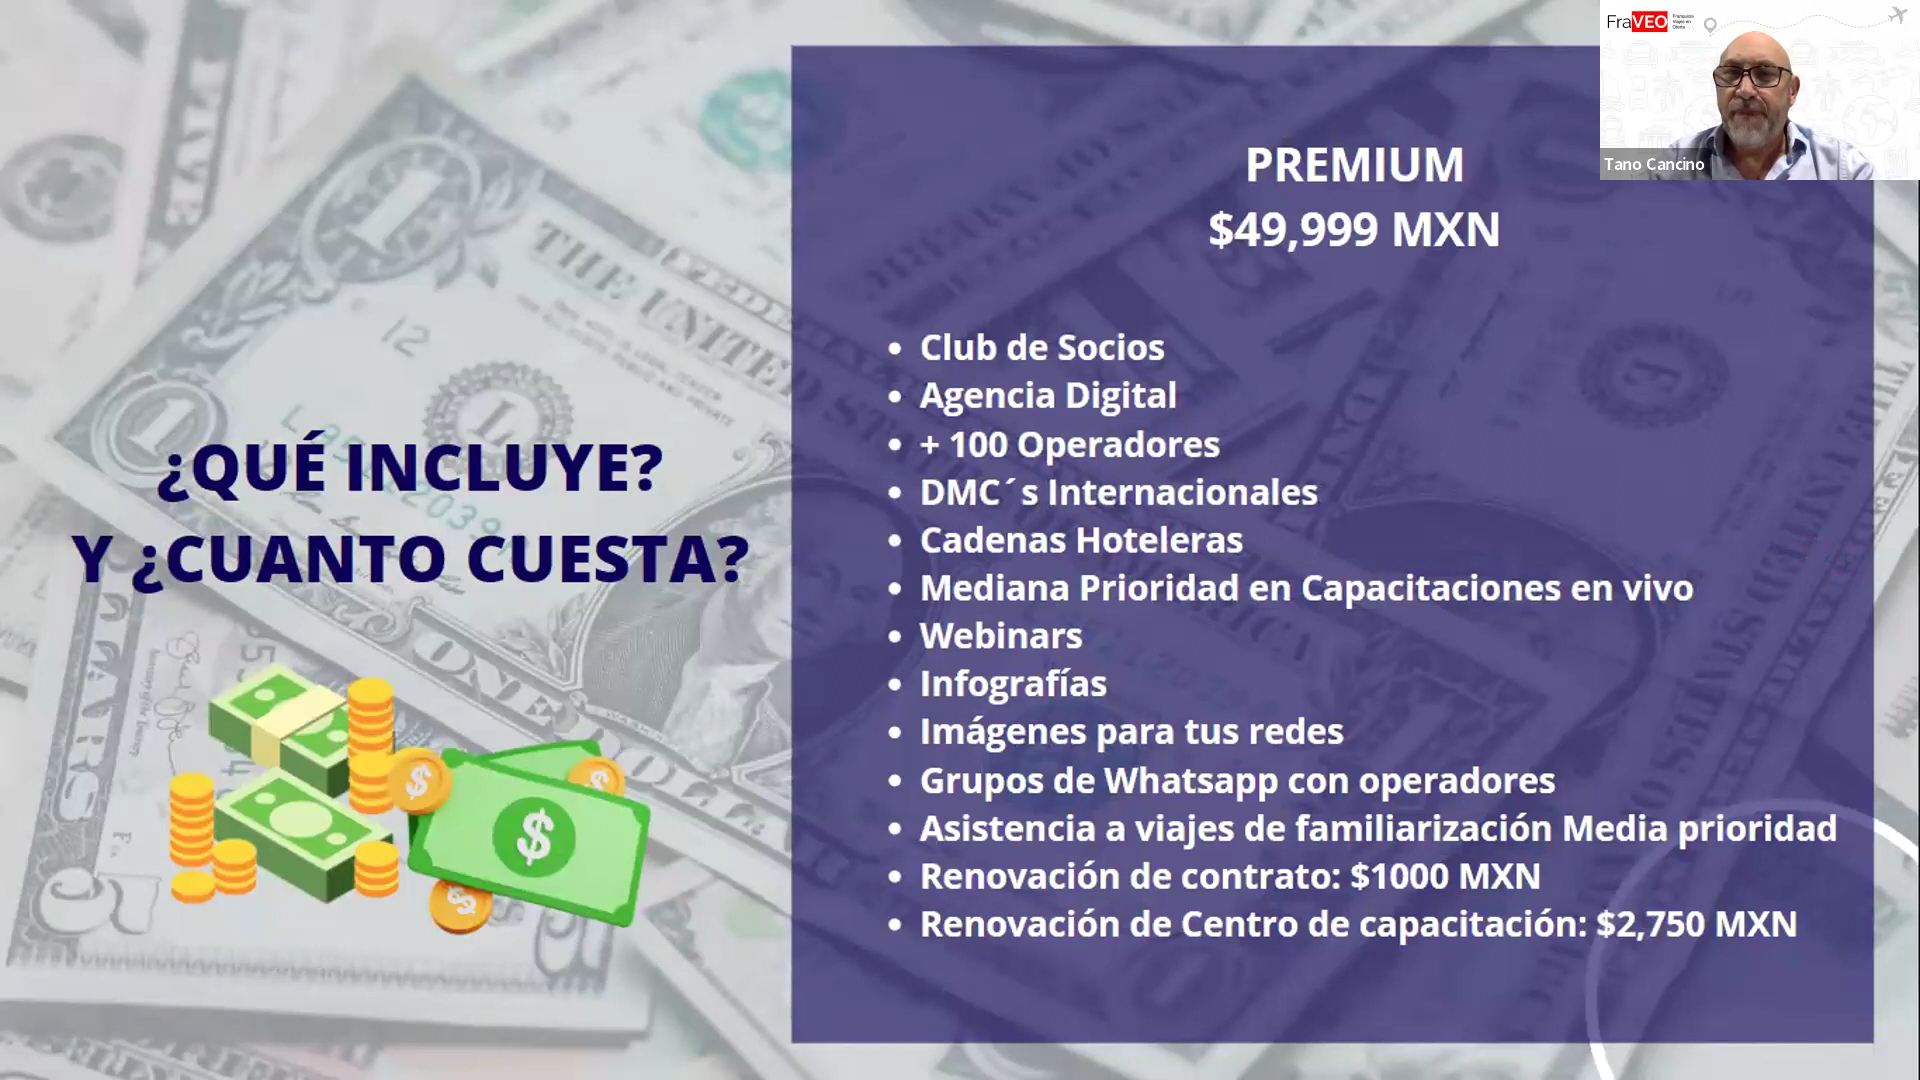 ¿QUÉ INCLUYE?
Y ¿CUANTO CUESTA?
PREMIUM
$49,999 MXN
• Club de Socios
• Agencia Digital
• + 100 Operadores
• DMC´s Internacionales
• Cadenas Hoteleras
• Mediana Prioridad en Capacitaciones en vivo
• Webinars
• Infografías
• Imágenes para tus redes
• Grupos de Whatsapp con operadores
• Asistencia a viajes de familiarización Media prioridad
• Renovación de contrato: $1000 MXN
• Renovación de Centro de capacitación: $2,750 MXN
FraVEO
Tano Cancino
THE UNITED
ONE